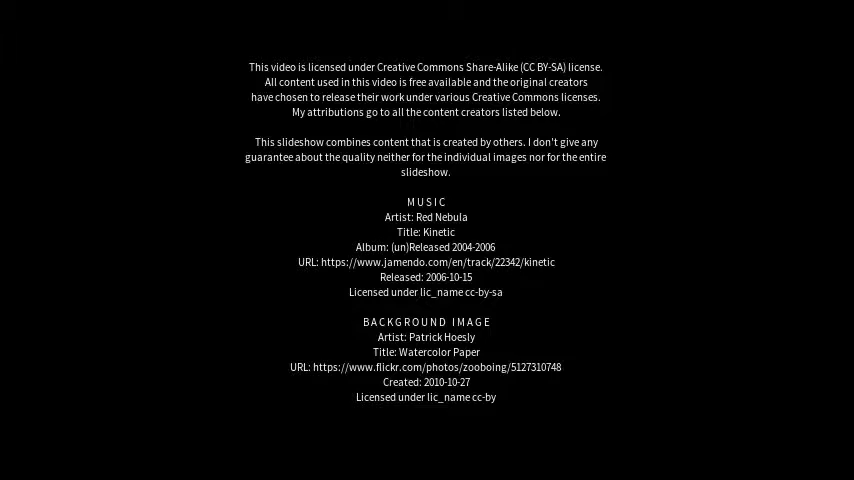 This video is licensed under Creative Commons Share-Alike (CC BY-SA) license.
All content used in this video is free available and the original creators
have chosen to release their work under various Creative Commons licenses.
My attributions go to all the content creators listed below.
This slideshow combines content that is created by others. I don't give any
guarantee about the quality neither for the individual images nor for the entire
slideshow.
MUSIC
Artist: Red Nebula
Title: Kinetic
Album: (un)Released 2004-2006
URL: https://www.jamendo.com/en/track/22342/kinetic
Released: 2006-10-15
Licensed under lic_name cc-by-sa
BACKGROUND IMAGE
Artist: Patrick Hoesly
Title: Watercolor Paper
URL: https://www.flickr.com/photos/zooboing/5127310748
Created: 2010-10-27
Licensed under lic_name cc-by